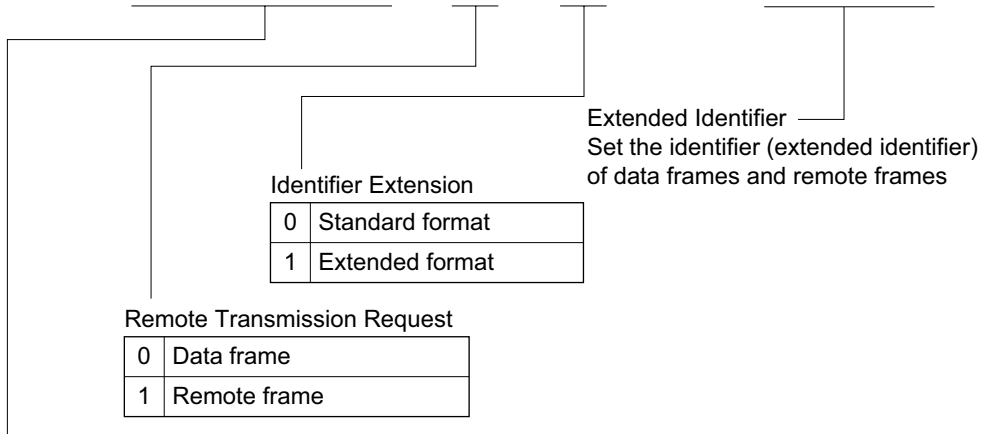 Extended Identifier
Set the identifier (extended identifier)
of data frames and remote frames
Identifier Extension
0 Standard format
1 Extended format
Remote Transmission Request
0 Data frame
1 Remote frame